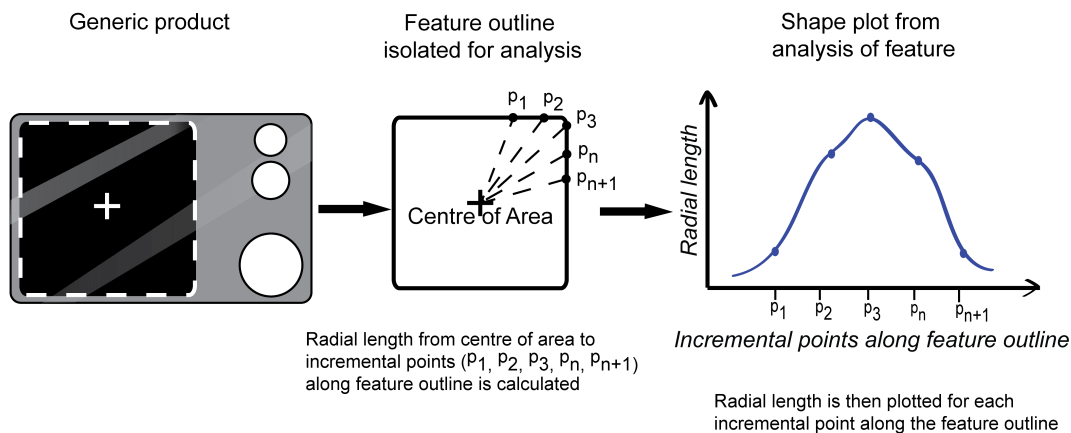 Generic product
Feature outline
isolated for analysis
Shape plot from
analysis of feature
p1
p2
p3
pn
pn+1
Centre of Area
Radial length from centre of area to
incremental points (p1, p2, p3, pn, pn+1)
along feature outline is calculated
Radial length
p1 p2 p3 pn pn+1
Incremental points along feature outline
Radial length is then plotted for each
incremental point along the feature outline